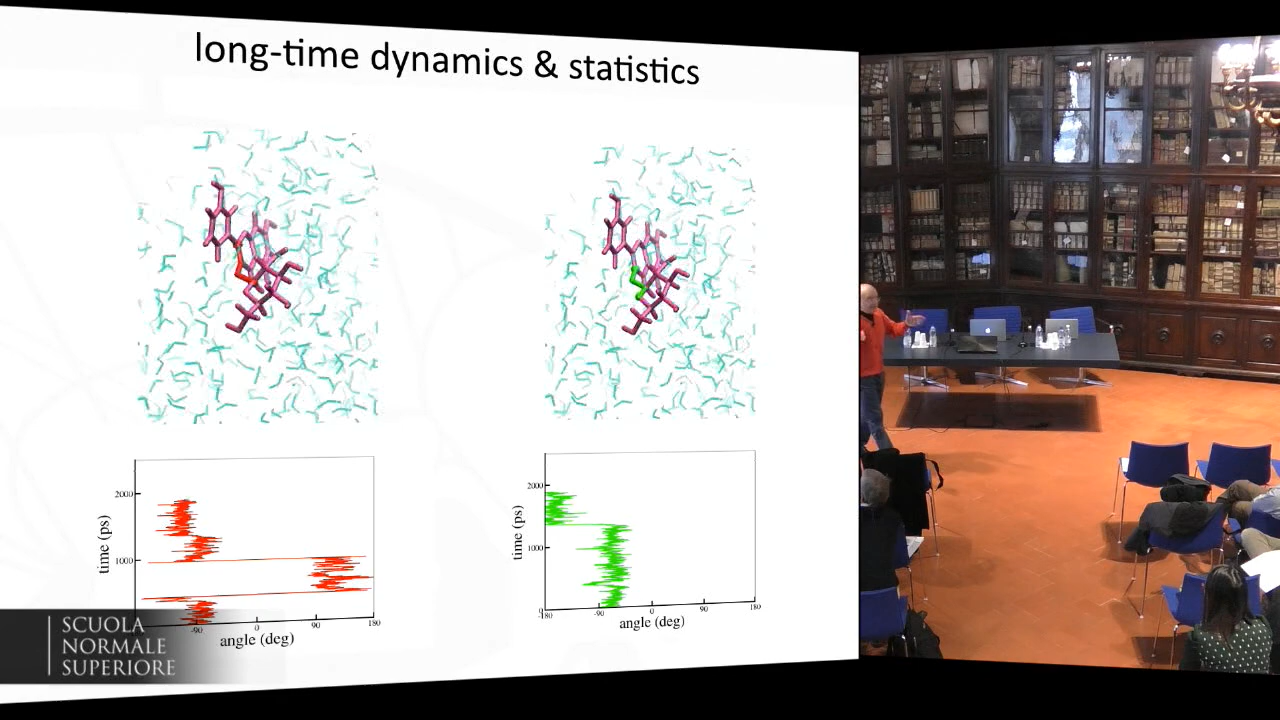 long-time dynamics & statistics
2000
1000
time (ps)
-90
0
90
180
angle (deg)
2000
1000
0
time (ps)
-180
-90
0
90
180
angle (deg)
SCUOLA
NORMALE
SUPERIORE